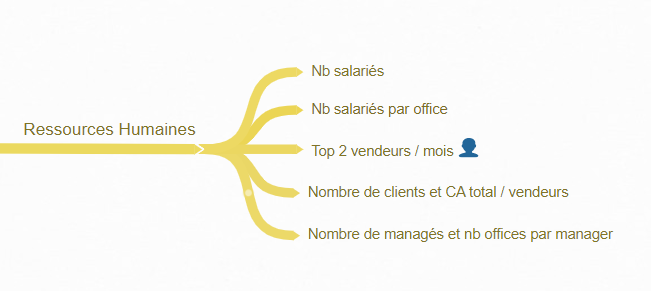 Ressources Humaines
Nb salariés
Nb salariés par office
Top 2 vendeurs / mois
Nombre de clients et CA total / vendeurs
Nombre de managés et nb offices par manager